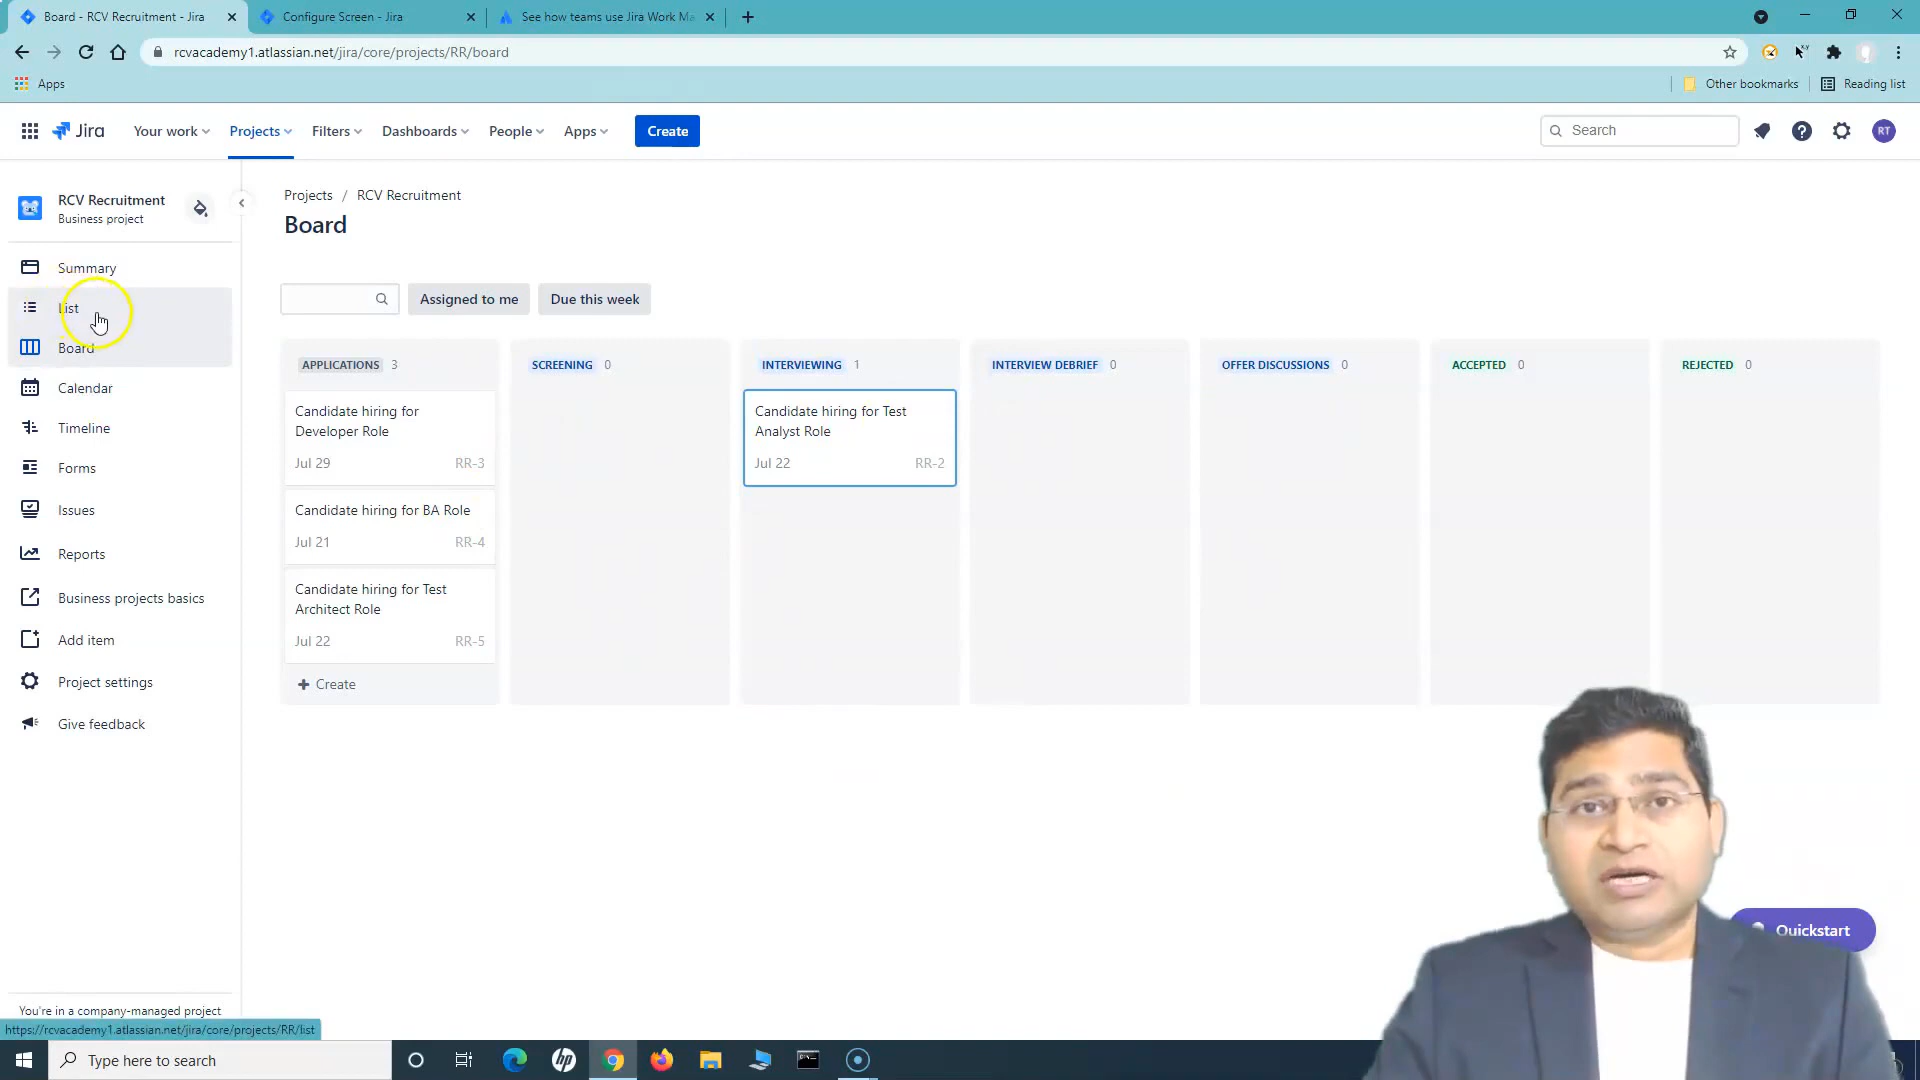 Board - RCV Recruitment - Jira
Configure Screen - Jira
See how teams use Jira Work Ma
rcvacademy1.atlassian.net/jira/core/projects/RR/board
Apps
Other bookmarks
Reading list
Jira
Your work
Projects
Filters
Dashboards
People
Apps
Create
Search
RT
RCV Recruitment
Business project
Summary
List
Board
Calendar
Timeline
Forms
Issues
Reports
Business projects basics
Add item
Project settings
Give feedback
You're in a company-managed project
https://rcvacademy1.atlassian.net/jira/core/projects/RR/list
Projects / RCV Recruitment
Board
Assigned to me
Due this week
APPLICATIONS 3
Candidate hiring for
Developer Role
Jul 29 RR-3
Candidate hiring for BA Role
Jul 21 RR-4
Candidate hiring for Test
Architect Role
Jul 22 RR-5
+ Create
SCREENING 0
INTERVIEWING 1
Candidate hiring for Test
Analyst Role
Jul 22 RR-2
INTERVIEW DEBRIEF 0
OFFER DISCUSSIONS 0
ACCEPTED 0
REJECTED 0
Quickstart
Type here to search
hp